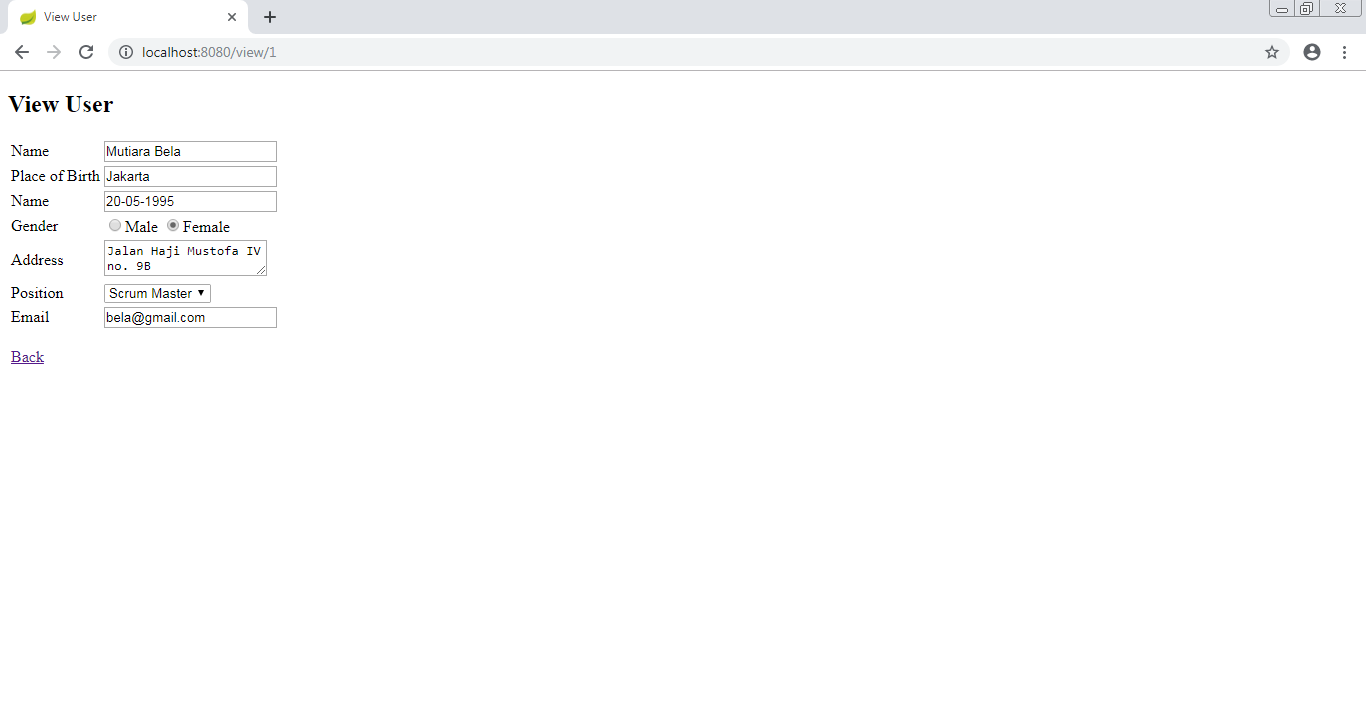 View User
localhost:8080/view/1
View User
Name Mutiara Bela
Place of Birth Jakarta
Name 20-05-1995
Gender Male Female
Address Jalan Haji Mustofa IV
no. 9B
Position Scrum Master
Email bela@gmail.com
Back